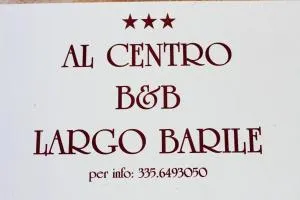 ★★★
AL CENTRO
B&B
LARGO BARILE
per info: 335.6493050